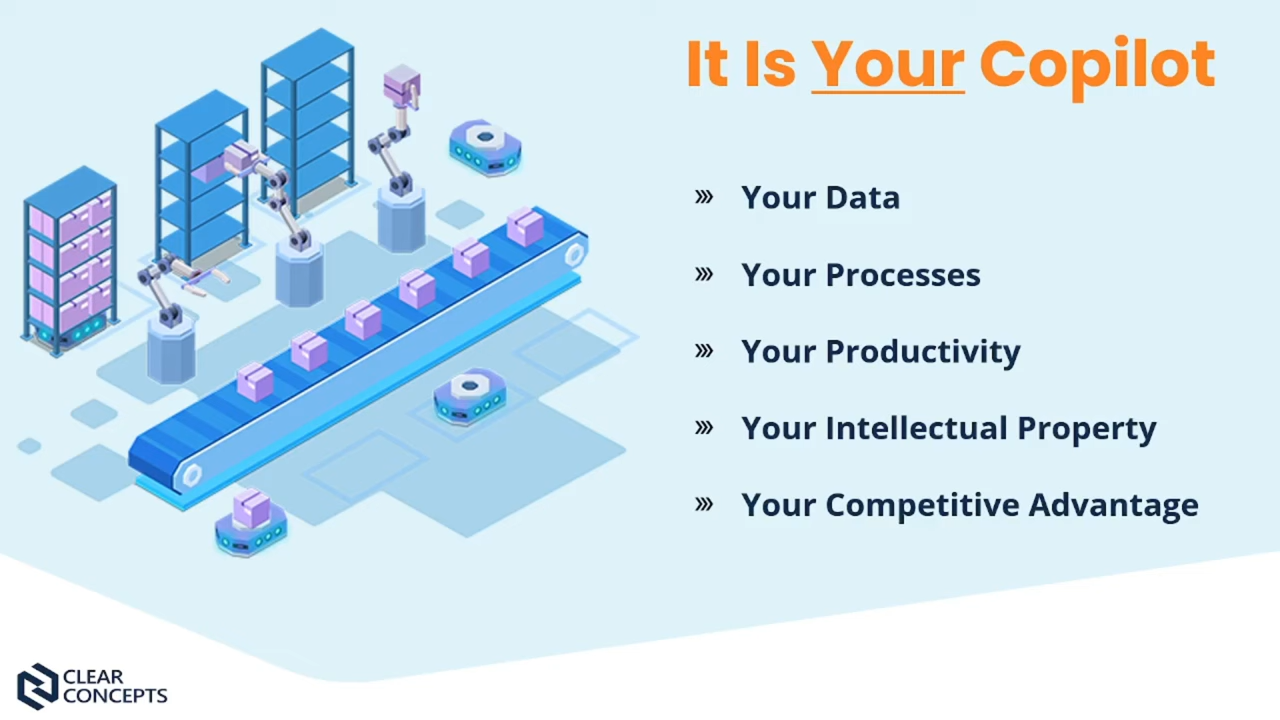 It Is Your Copilot
Your Data
Your Processes
Your Productivity
Your Intellectual Property
Your Competitive Advantage
CLEAR
CONCEPTS